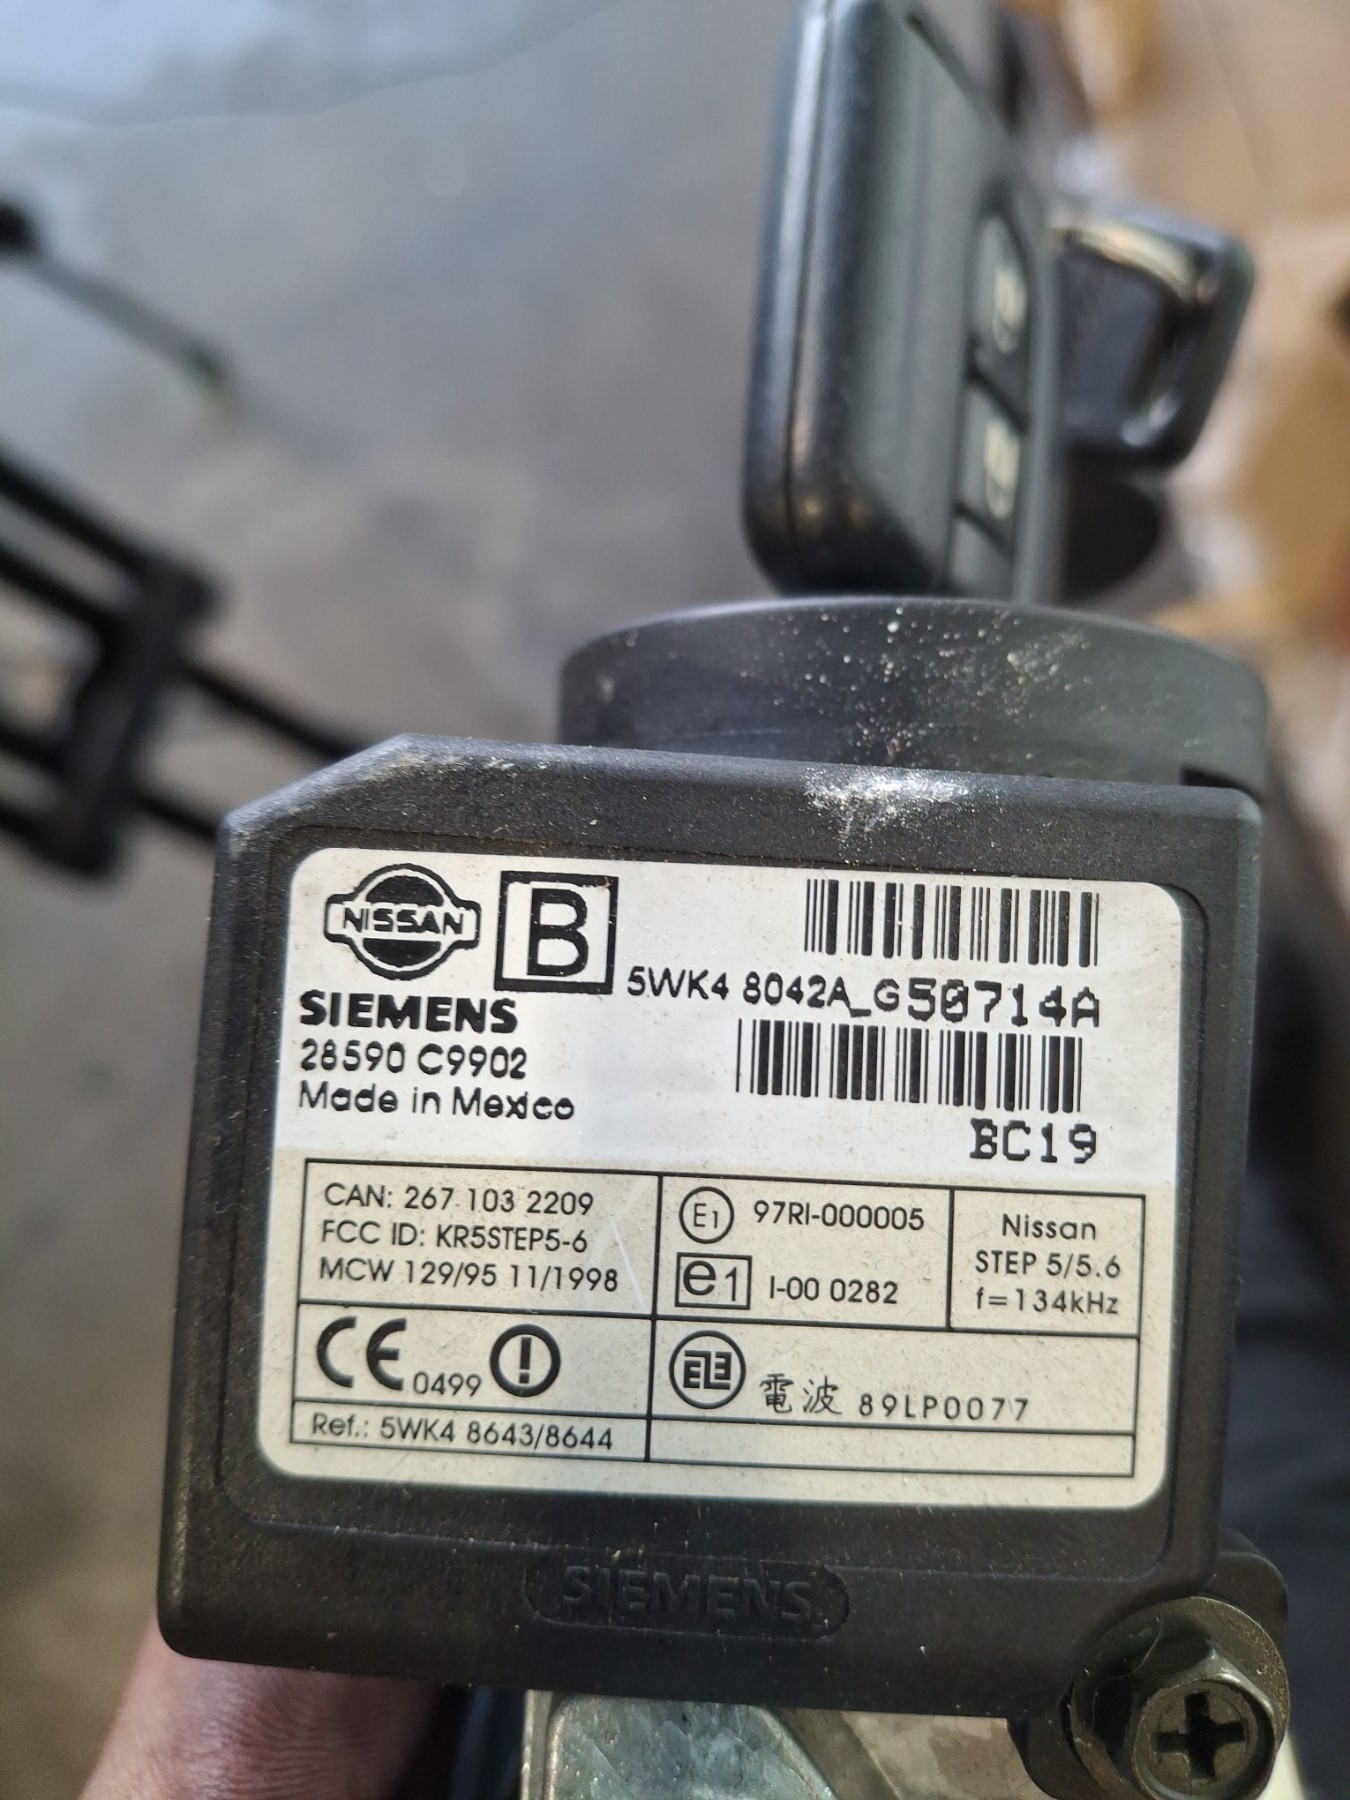 NISSAN
B
SIEMENS
28590 C9902
Made in Mexico
5WK4 8042A_G50714A
BC19
CAN: 267 103 2209
FCC ID: KR5STEP5-6
MCW 129/95 11/1998
E1 97RI-000005
e1 I-00 0282
Nissan
STEP 5/5.6
f=134kHz
CE 0499 !
電波 89LP0077
Ref.: 5WK4 8643/8644
SIEMENS